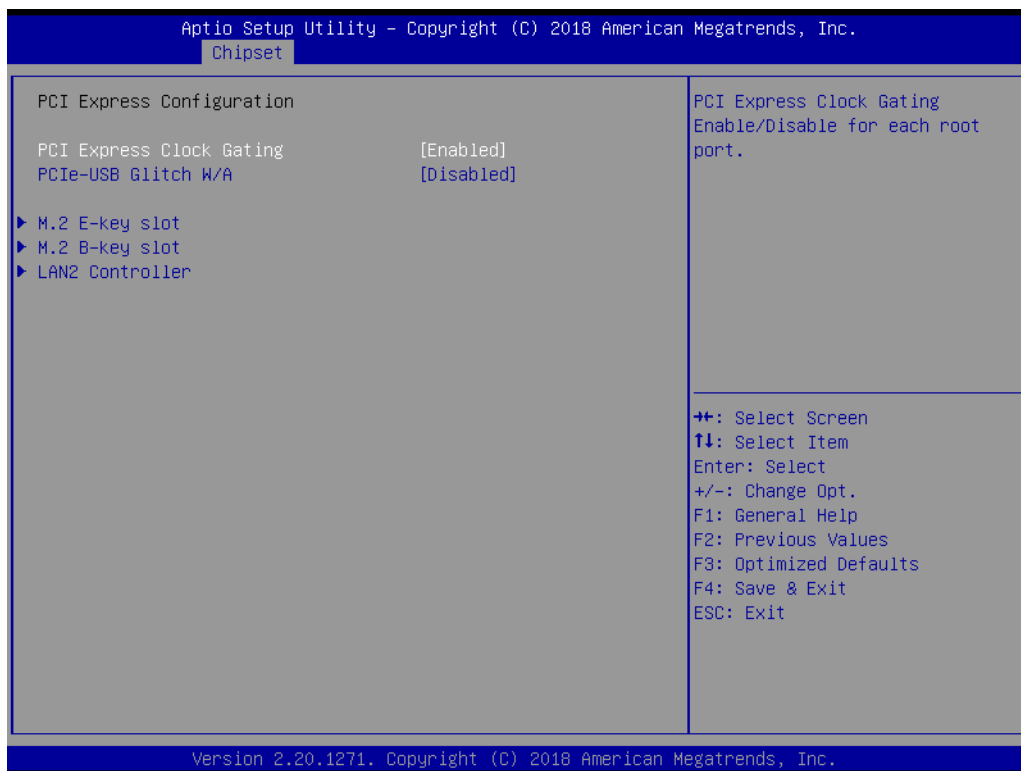 Aptio Setup Utility – Copyright (C) 2018 American Megatrends, Inc.
Chipset
PCI Express Configuration
PCI Express Clock Gating [Enabled]
PCIe-USB Glitch W/A [Disabled]
▶ M.2 E-key slot
▶ M.2 B-key slot
▶ LAN2 Controller
PCI Express Clock Gating
Enable/Disable for each root
port.
→←: Select Screen
↑↓: Select Item
Enter: Select
+/-: Change Opt.
F1: General Help
F2: Previous Values
F3: Optimized Defaults
F4: Save & Exit
ESC: Exit
Version 2.20.1271. Copyright (C) 2018 American Megatrends, Inc.